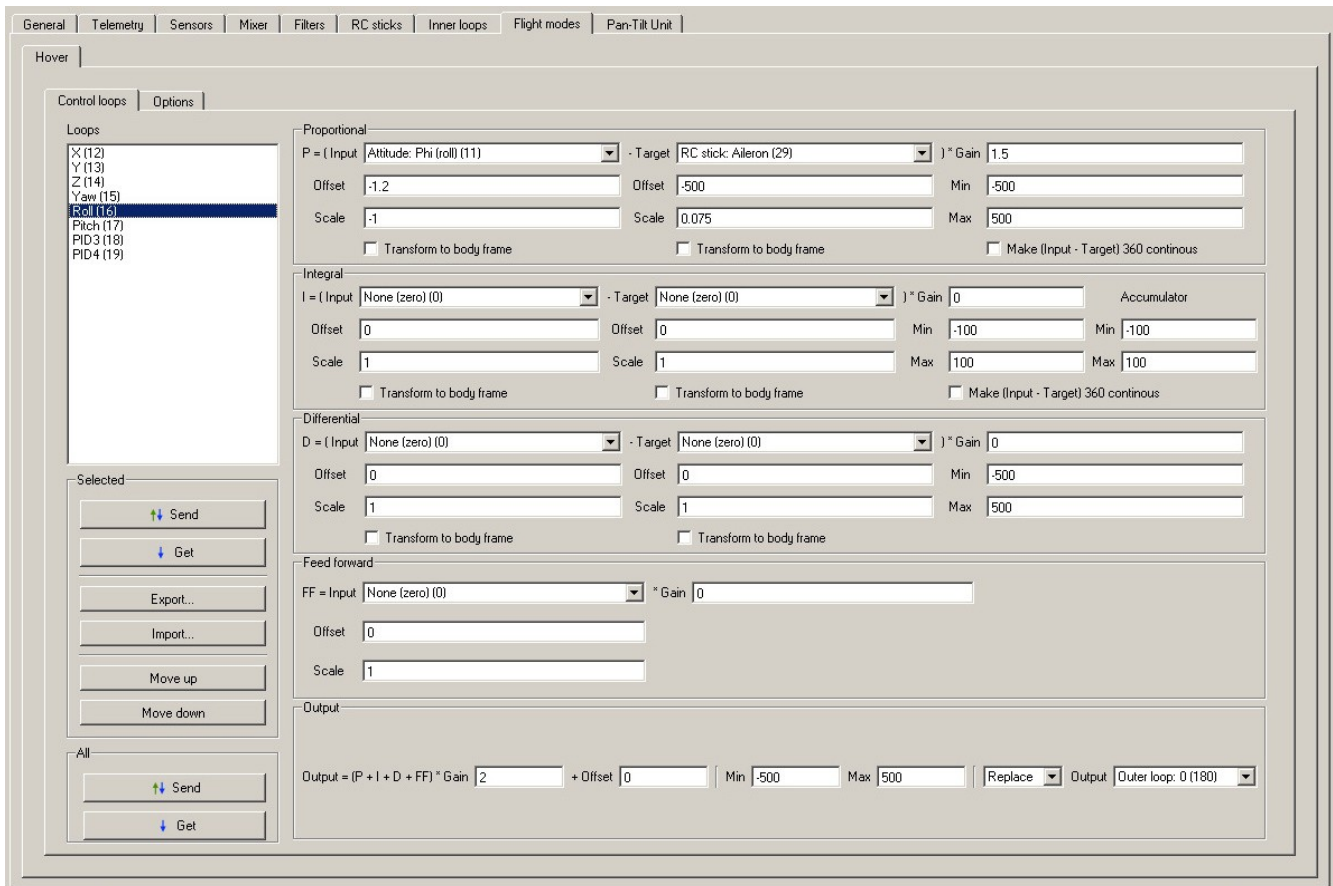 General Telemetry Sensors Mixer Filters RC sticks Inner loops Flight modes Pan-Tilt Unit
Hover
Control loops Options
Loops
X (12)
Y (13)
Z (14)
Yaw (15)
Roll (16)
Pitch (17)
PID3 (18)
PID4 (19)
Selected
Send
Get
Export...
Import...
Move up
Move down
All
Send
Get
Proportional
P = ( Input Attitude: Phi (roll) (11) - Target RC stick: Aileron (29) ) * Gain 1.5
Offset -1.2 Offset -500 Min -500
Scale -1 Scale 0.075 Max 500
Transform to body frame Transform to body frame Make (Input - Target) 360 continous
Integral
I = ( Input None (zero) (0) - Target None (zero) (0) ) * Gain 0 Accumulator
Offset 0 Offset 0 Min -100 Min -100
Scale 1 Scale 1 Max 100 Max 100
Transform to body frame Transform to body frame Make (Input - Target) 360 continous
Differential
D = ( Input None (zero) (0) - Target None (zero) (0) ) * Gain 0
Offset 0 Offset 0 Min -500
Scale 1 Scale 1 Max 500
Transform to body frame Transform to body frame
Feed forward
FF = Input None (zero) (0) * Gain 0
Offset 0
Scale 1
Output
Output = (P + I + D + FF) * Gain 2 + Offset 0 Min -500 Max 500 Replace Output Outer loop: 0 (180)